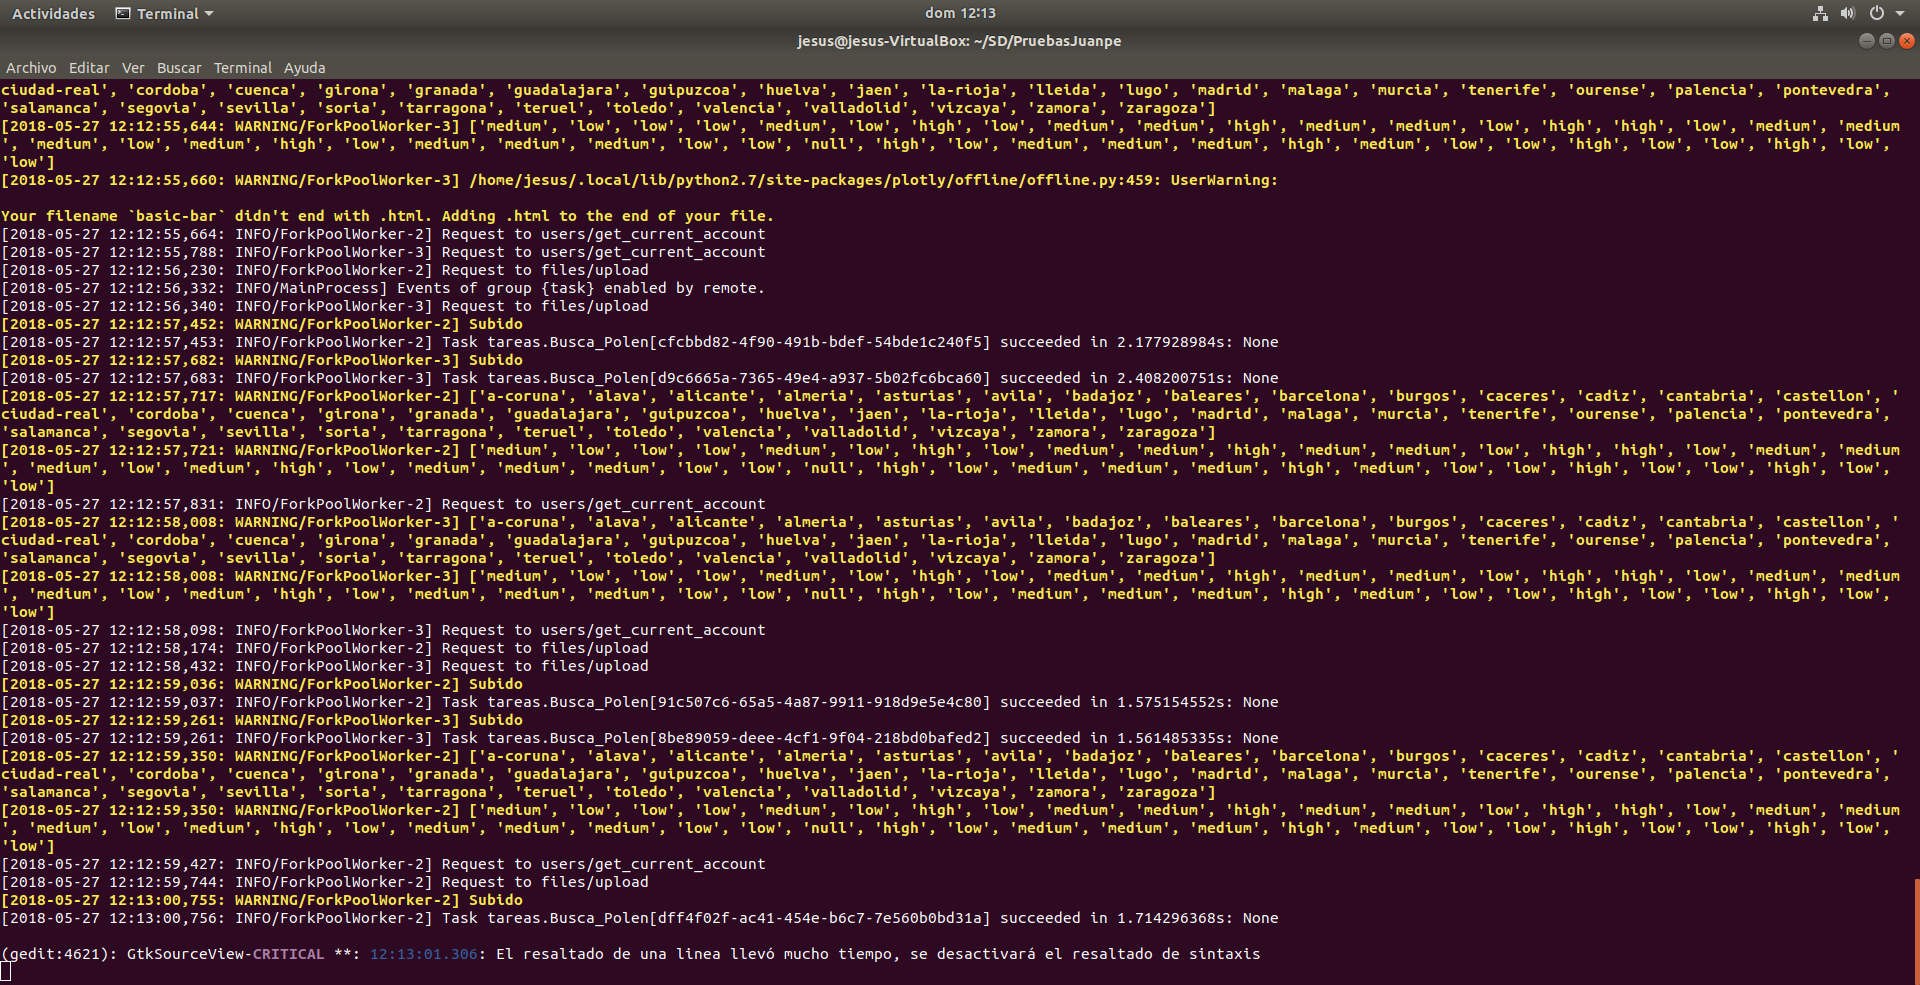 Actividades Terminal dom 12:13
jesus@jesus-VirtualBox: ~/SD/PruebasJuanpe
Archivo Editar Ver Buscar Terminal Ayuda
ciudad-real', 'cordoba', 'cuenca', 'girona', 'granada', 'guadalajara', 'guipuzcoa', 'huelva', 'jaen', 'la-rioja', 'lleida', 'lugo', 'madrid', 'malaga', 'murcia', 'tenerife', 'ourense', 'palencia', 'pontevedra',
'salamanca', 'segovia', 'sevilla', 'soria', 'tarragona', 'teruel', 'toledo', 'valencia', 'valladolid', 'vizcaya', 'zamora', 'zaragoza']
[2018-05-27 12:12:55,644: WARNING/ForkPoolWorker-3] ['medium', 'low', 'low', 'low', 'medium', 'low', 'high', 'low', 'medium', 'medium', 'high', 'medium', 'medium', 'low', 'high', 'high', 'low', 'medium', 'medium
', 'medium', 'low', 'medium', 'high', 'low', 'medium', 'medium', 'medium', 'low', 'low', 'null', 'high', 'low', 'medium', 'medium', 'medium', 'high', 'medium', 'low', 'low', 'high', 'low', 'low', 'high', 'low',
'low']
[2018-05-27 12:12:55,660: WARNING/ForkPoolWorker-3] /home/jesus/.local/lib/python2.7/site-packages/plotly/offline/offline.py:459: UserWarning:
Your filename `basic-bar` didn't end with .html. Adding .html to the end of your file.
[2018-05-27 12:12:55,664: INFO/ForkPoolWorker-2] Request to users/get_current_account
[2018-05-27 12:12:55,788: INFO/ForkPoolWorker-3] Request to users/get_current_account
[2018-05-27 12:12:56,230: INFO/ForkPoolWorker-2] Request to files/upload
[2018-05-27 12:12:56,332: INFO/MainProcess] Events of group {task} enabled by remote.
[2018-05-27 12:12:56,340: INFO/ForkPoolWorker-3] Request to files/upload
[2018-05-27 12:12:57,452: WARNING/ForkPoolWorker-2] Subido
[2018-05-27 12:12:57,453: INFO/ForkPoolWorker-2] Task tareas.Busca_Polen[cfcbbd82-4f90-491b-bdef-54bde1c240f5] succeeded in 2.177928984s: None
[2018-05-27 12:12:57,682: WARNING/ForkPoolWorker-3] Subido
[2018-05-27 12:12:57,683: INFO/ForkPoolWorker-3] Task tareas.Busca_Polen[d9c6665a-7365-49e4-a937-5b02fc6bca60] succeeded in 2.408200751s: None
[2018-05-27 12:12:57,717: WARNING/ForkPoolWorker-2] ['a-coruna', 'alava', 'alicante', 'almeria', 'asturias', 'avila', 'badajoz', 'baleares', 'barcelona', 'burgos', 'caceres', 'cadiz', 'cantabria', 'castellon', '
ciudad-real', 'cordoba', 'cuenca', 'girona', 'granada', 'guadalajara', 'guipuzcoa', 'huelva', 'jaen', 'la-rioja', 'lleida', 'lugo', 'madrid', 'malaga', 'murcia', 'tenerife', 'ourense', 'palencia', 'pontevedra',
'salamanca', 'segovia', 'sevilla', 'soria', 'tarragona', 'teruel', 'toledo', 'valencia', 'valladolid', 'vizcaya', 'zamora', 'zaragoza']
[2018-05-27 12:12:57,721: WARNING/ForkPoolWorker-2] ['medium', 'low', 'low', 'low', 'medium', 'low', 'high', 'low', 'medium', 'medium', 'high', 'medium', 'medium', 'low', 'high', 'high', 'low', 'medium', 'medium
', 'medium', 'low', 'medium', 'high', 'low', 'medium', 'medium', 'medium', 'low', 'low', 'null', 'high', 'low', 'medium', 'medium', 'medium', 'high', 'medium', 'low', 'low', 'high', 'low', 'low', 'high', 'low',
'low']
[2018-05-27 12:12:57,831: INFO/ForkPoolWorker-2] Request to users/get_current_account
[2018-05-27 12:12:58,008: WARNING/ForkPoolWorker-3] ['a-coruna', 'alava', 'alicante', 'almeria', 'asturias', 'avila', 'badajoz', 'baleares', 'barcelona', 'burgos', 'caceres', 'cadiz', 'cantabria', 'castellon', '
ciudad-real', 'cordoba', 'cuenca', 'girona', 'granada', 'guadalajara', 'guipuzcoa', 'huelva', 'jaen', 'la-rioja', 'lleida', 'lugo', 'madrid', 'malaga', 'murcia', 'tenerife', 'ourense', 'palencia', 'pontevedra',
'salamanca', 'segovia', 'sevilla', 'soria', 'tarragona', 'teruel', 'toledo', 'valencia', 'valladolid', 'vizcaya', 'zamora', 'zaragoza']
[2018-05-27 12:12:58,008: WARNING/ForkPoolWorker-3] ['medium', 'low', 'low', 'low', 'medium', 'low', 'high', 'low', 'medium', 'medium', 'high', 'medium', 'medium', 'low', 'high', 'high', 'low', 'medium', 'medium
', 'medium', 'low', 'medium', 'high', 'low', 'medium', 'medium', 'medium', 'low', 'low', 'null', 'high', 'low', 'medium', 'medium', 'medium', 'high', 'medium', 'low', 'low', 'high', 'low', 'low', 'high', 'low',
'low']
[2018-05-27 12:12:58,098: INFO/ForkPoolWorker-3] Request to users/get_current_account
[2018-05-27 12:12:58,174: INFO/ForkPoolWorker-2] Request to files/upload
[2018-05-27 12:12:58,432: INFO/ForkPoolWorker-3] Request to files/upload
[2018-05-27 12:12:59,036: WARNING/ForkPoolWorker-2] Subido
[2018-05-27 12:12:59,037: INFO/ForkPoolWorker-2] Task tareas.Busca_Polen[91c507c6-65a5-4a87-9911-918d9e5e4c80] succeeded in 1.575154552s: None
[2018-05-27 12:12:59,261: WARNING/ForkPoolWorker-3] Subido
[2018-05-27 12:12:59,261: INFO/ForkPoolWorker-3] Task tareas.Busca_Polen[8be89059-deee-4cf1-9f04-218bd0bafed2] succeeded in 1.561485335s: None
[2018-05-27 12:12:59,350: WARNING/ForkPoolWorker-2] ['a-coruna', 'alava', 'alicante', 'almeria', 'asturias', 'avila', 'badajoz', 'baleares', 'barcelona', 'burgos', 'caceres', 'cadiz', 'cantabria', 'castellon', '
ciudad-real', 'cordoba', 'cuenca', 'girona', 'granada', 'guadalajara', 'guipuzcoa', 'huelva', 'jaen', 'la-rioja', 'lleida', 'lugo', 'madrid', 'malaga', 'murcia', 'tenerife', 'ourense', 'palencia', 'pontevedra',
'salamanca', 'segovia', 'sevilla', 'soria', 'tarragona', 'teruel', 'toledo', 'valencia', 'valladolid', 'vizcaya', 'zamora', 'zaragoza']
[2018-05-27 12:12:59,350: WARNING/ForkPoolWorker-2] ['medium', 'low', 'low', 'low', 'medium', 'low', 'high', 'low', 'medium', 'medium', 'high', 'medium', 'medium', 'low', 'high', 'high', 'low', 'medium', 'medium
', 'medium', 'low', 'medium', 'high', 'low', 'medium', 'medium', 'medium', 'low', 'low', 'null', 'high', 'low', 'medium', 'medium', 'medium', 'high', 'medium', 'low', 'low', 'high', 'low', 'low', 'high', 'low',
'low']
[2018-05-27 12:12:59,427: INFO/ForkPoolWorker-2] Request to users/get_current_account
[2018-05-27 12:12:59,744: INFO/ForkPoolWorker-2] Request to files/upload
[2018-05-27 12:13:00,755: WARNING/ForkPoolWorker-2] Subido
[2018-05-27 12:13:00,756: INFO/ForkPoolWorker-2] Task tareas.Busca_Polen[dff4f02f-ac41-454e-b6c7-7e560b0bd31a] succeeded in 1.714296368s: None
(gedit:4621): GtkSourceView-CRITICAL **: 12:13:01.306: El resaltado de una linea llevó mucho tiempo, se desactivará el resaltado de sintaxis